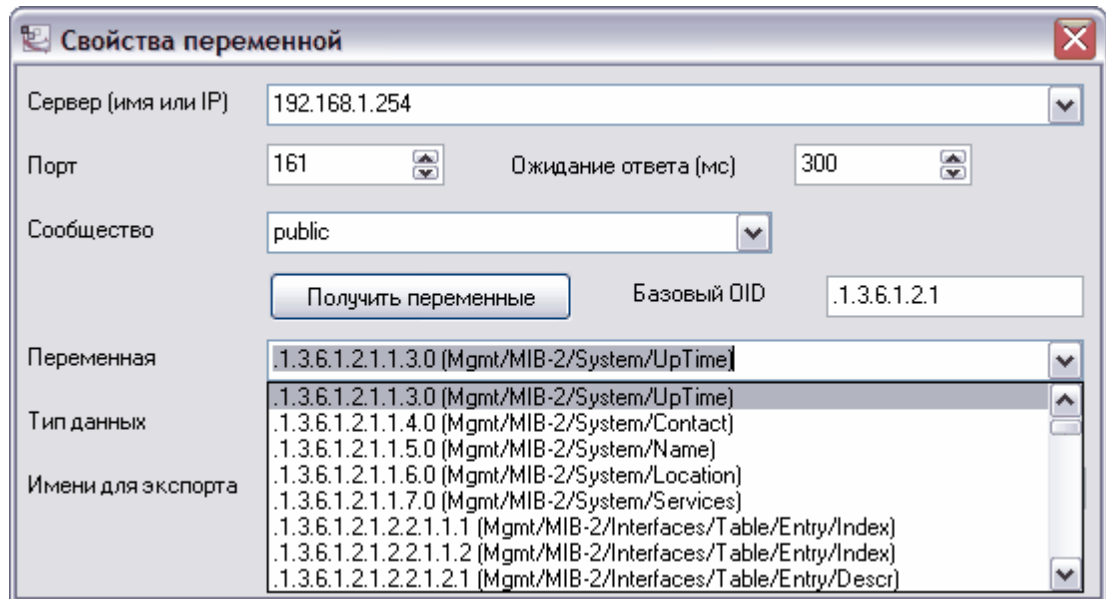 Свойства переменной
Сервер (имя или IP) 192.168.1.254
Порт 161 Ожидание ответа (мс) 300
Сообщество public
Получить переменные Базовый OID .1.3.6.1.2.1
Переменная .1.3.6.1.2.1.1.3.0 (Mgmt/MIB-2/System/UpTime)
.1.3.6.1.2.1.1.3.0 (Mgmt/MIB-2/System/UpTime)
Тип данных .1.3.6.1.2.1.1.4.0 (Mgmt/MIB-2/System/Contact)
.1.3.6.1.2.1.1.5.0 (Mgmt/MIB-2/System/Name)
.1.3.6.1.2.1.1.6.0 (Mgmt/MIB-2/System/Location)
Имени для экспорта .1.3.6.1.2.1.1.7.0 (Mgmt/MIB-2/System/Services)
.1.3.6.1.2.1.2.2.1.1.1 (Mgmt/MIB-2/Interfaces/Table/Entry/Index)
.1.3.6.1.2.1.2.2.1.1.2 (Mgmt/MIB-2/Interfaces/Table/Entry/Index)
.1.3.6.1.2.1.2.2.1.2.1 (Mgmt/MIB-2/Interfaces/Table/Entry/Descr)